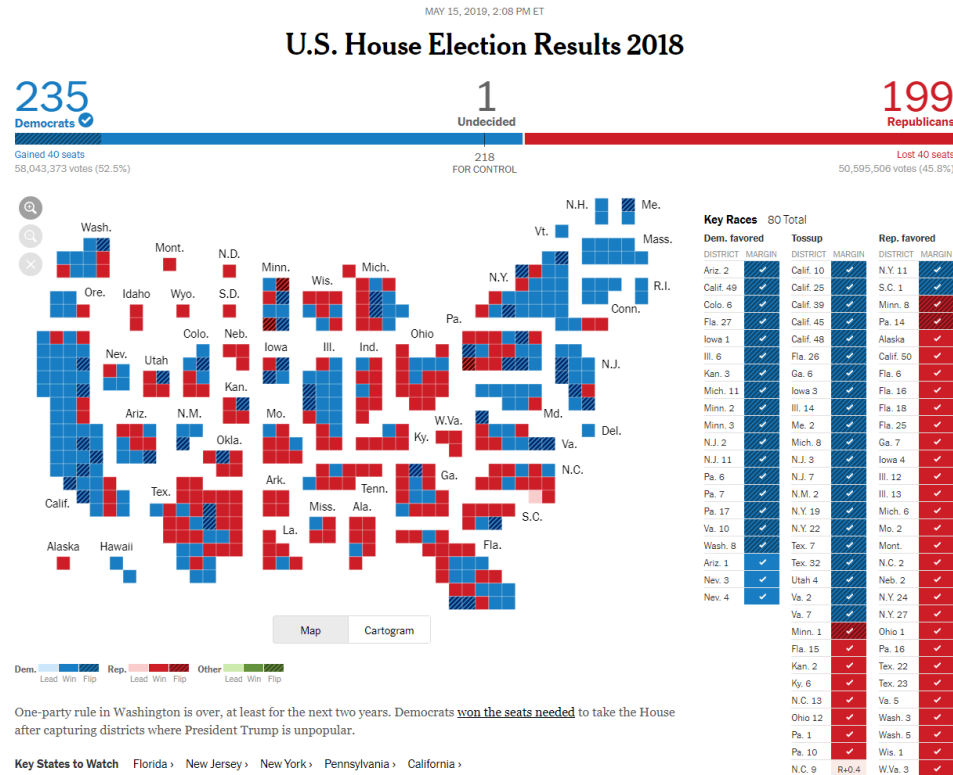 MAY 15, 2019, 2:08 PM ET
U.S. House Election Results 2018
235
Democrats
1
Undecided
199
Republicans
Gained 40 seats
58,043,373 votes (52.5%)
218
FOR CONTROL
Lost 40 seats
50,595,506 votes (45.8%)
Wash.
Mont.
N.D.
Minn.
Wis.
Mich.
N.H.
Me.
Vt.
Mass.
N.Y.
R.I.
Conn.
Ore.
Idaho
Wyo.
S.D.
Pa.
Colo.
Neb.
Iowa
Ill.
Ind.
Ohio
Nev.
Utah
N.J.
Kan.
Ariz.
N.M.
Mo.
W.Va.
Md.
Del.
Okla.
Ky.
Va.
Calif.
Tex.
Ark.
Tenn.
Ga.
N.C.
Miss.
Ala.
S.C.
La.
Alaska
Hawaii
Fla.
Map
Cartogram
Dem.
Lead Win Flip
Rep.
Lead Win Flip
Other
Lead Win Flip
One-party rule in Washington is over, at least for the next two years. Democrats won the seats needed to take the House
after capturing districts where President Trump is unpopular.
Key States to Watch Florida › New Jersey › New York › Pennsylvania › California ›
Key Races 80 Total
Dem. favored
DISTRICT MARGIN
Ariz. 2
Calif. 49
Colo. 6
Fla. 27
Iowa 1
Ill. 6
Kan. 3
Mich. 11
Minn. 2
Minn. 3
N.J. 2
N.J. 11
Pa. 6
Pa. 7
Pa. 17
Va. 10
Wash. 8
Ariz. 1
Nev. 3
Nev. 4
Tossup
DISTRICT MARGIN
Calif. 10
Calif. 25
Calif. 39
Calif. 45
Calif. 48
Fla. 26
Ga. 6
Iowa 3
Ill. 14
Me. 2
Mich. 8
N.J. 3
N.J. 7
N.M. 2
N.Y. 19
N.Y. 22
Tex. 7
Tex. 32
Utah 4
Va. 2
Va. 7
Minn. 1
Fla. 15
Kan. 2
Ky. 6
N.C. 13
Ohio 12
Pa. 1
Pa. 10
N.C. 9 R+0.4
Rep. favored
DISTRICT MARGIN
N.Y. 11
S.C. 1
Minn. 8
Pa. 14
Alaska
Calif. 50
Fla. 6
Fla. 16
Fla. 18
Fla. 25
Ga. 7
Iowa 4
Ill. 12
Ill. 13
Mich. 6
Mo. 2
Mont.
N.C. 2
Neb. 2
N.Y. 24
N.Y. 27
Ohio 1
Pa. 16
Tex. 22
Tex. 23
Va. 5
Wash. 3
Wash. 5
Wis. 1
W.Va. 3